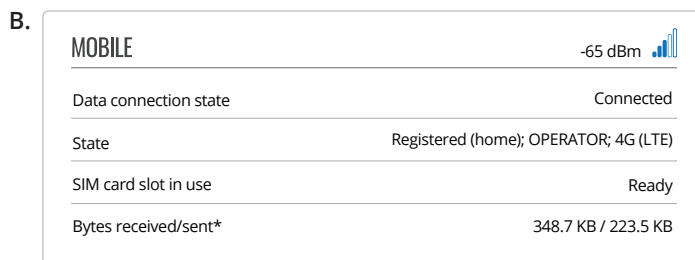 B.
MOBILE -65 dBm
Data connection state Connected
State Registered (home); OPERATOR; 4G (LTE)
SIM card slot in use Ready
Bytes received/sent* 348.7 KB / 223.5 KB